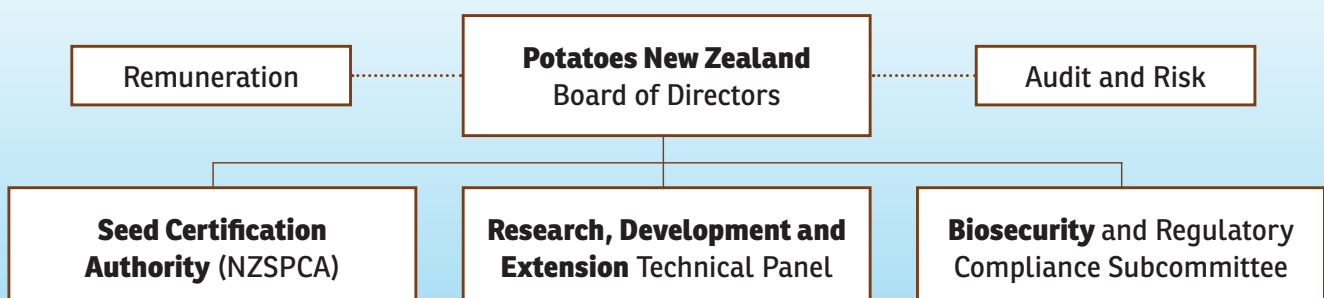 Remuneration
Potatoes New Zealand
Board of Directors
Audit and Risk
Seed Certification
Authority (NZSPCA)
Research, Development and
Extension Technical Panel
Biosecurity and Regulatory
Compliance Subcommittee